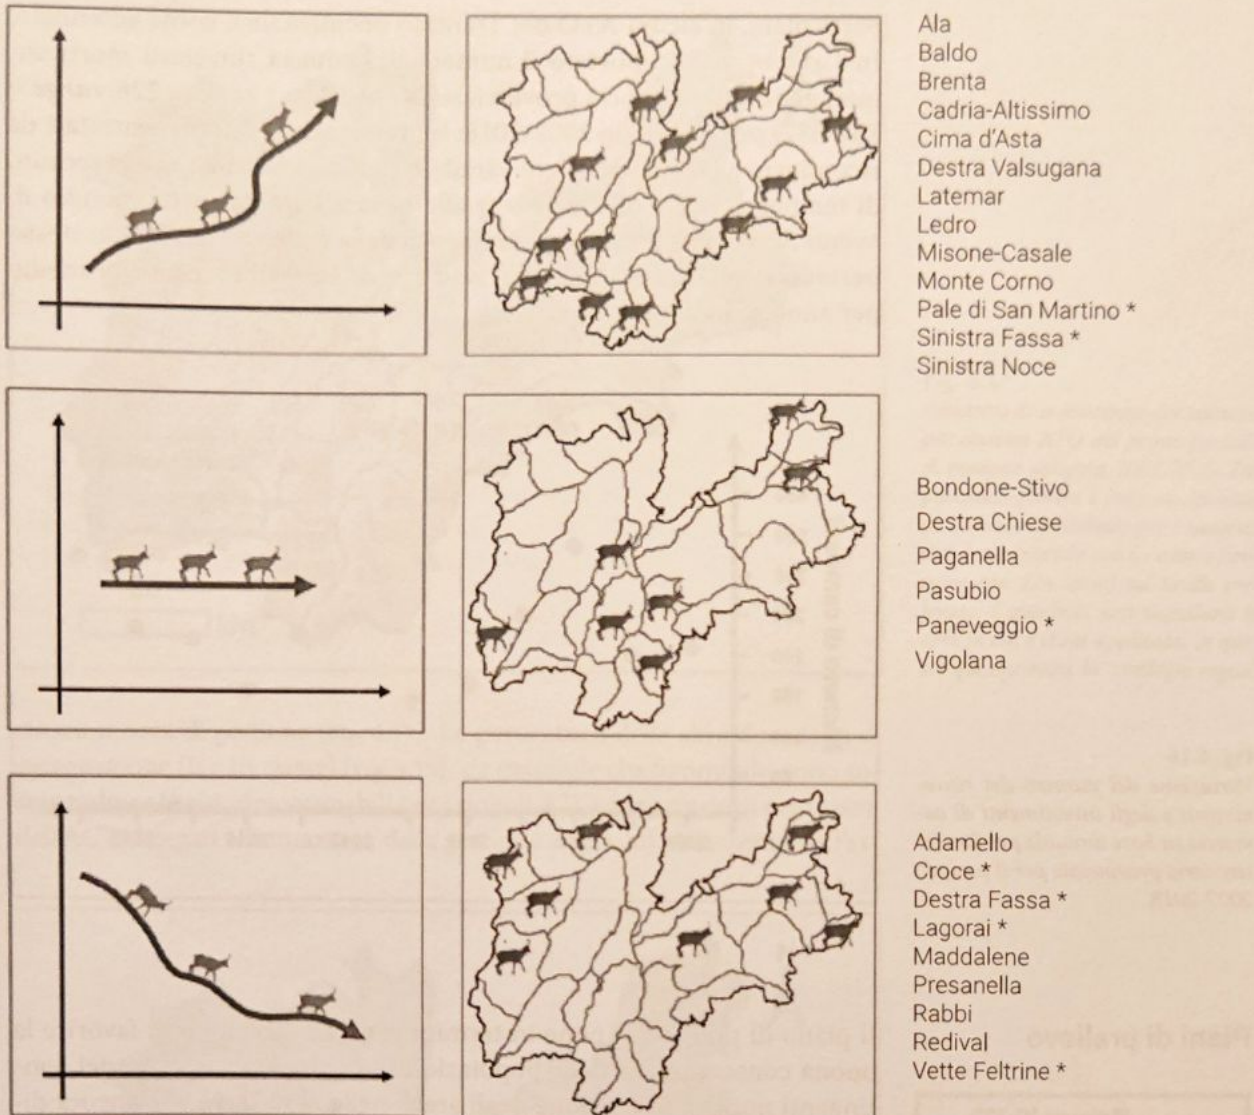 Ala
Baldo
Brenta
Cadria-Altissimo
Cima d'Asta
Destra Valsugana
Latemar
Ledro
Misone-Casale
Monte Corno
Pale di San Martino *
Sinistra Fassa *
Sinistra Noce
Bondone-Stivo
Destra Chiese
Paganella
Pasubio
Paneveggio *
Vigolana
Adamello
Croce *
Destra Fassa *
Lagorai *
Maddalene
Presanella
Rabbi
Redival
Vette Feltrine *